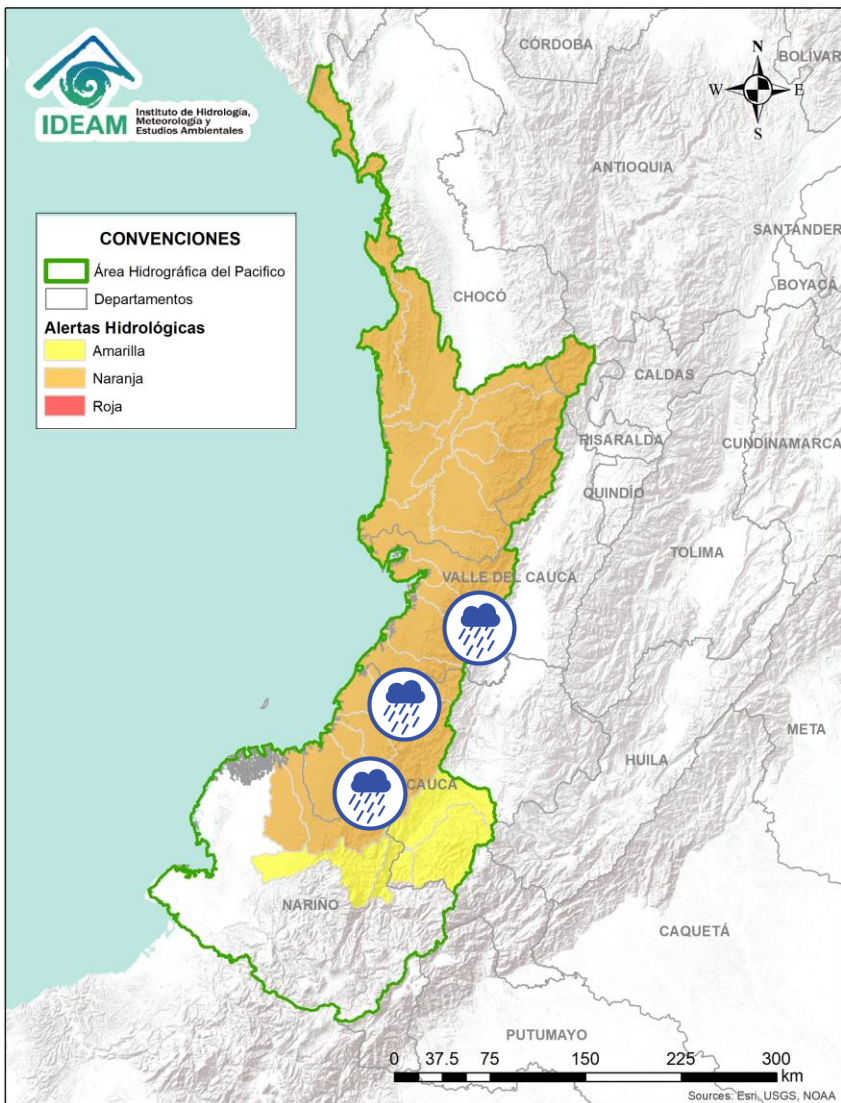 IDEAM
Instituto de Hidrología,
Meteorología y
Estudios Ambientales
CONVENCIONES
Área Hidrográfica del Pacifico
Departamentos
Alertas Hidrológicas
Amarilla
Naranja
Roja
N
W
E
S
CÓRDOBA
BOLÍVAR
ANTIOQUIA
SANTANDER
BOYACÁ
CHOCÓ
CALDAS
RISARALDA
CUNDINAMARCA
QUINDÍO
TOLIMA
VALLE DEL CAUCA
META
HUILA
CAUCA
NARIÑO
CAQUETÁ
PUTUMAYO
0 37.5 75 150 225 300
km
Sources: Esri, USGS, NOAA